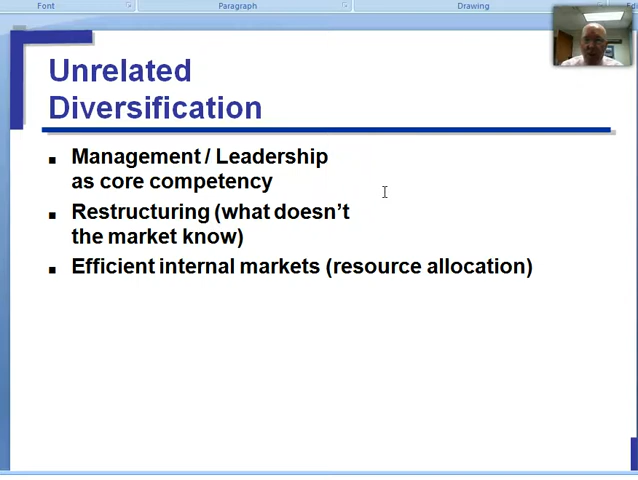 Font Paragraph Drawing
Unrelated
Diversification
Management / Leadership
as core competency
Restructuring (what doesn't
the market know)
Efficient internal markets (resource allocation)